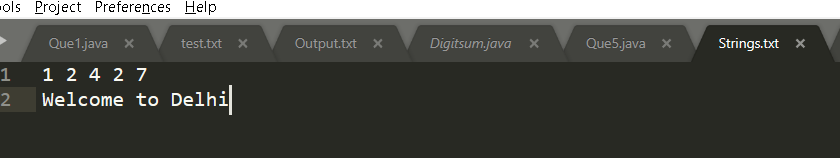 ols Project Preferences Help
Que1.java × test.txt × Output.txt × Digitsum.java × Que5.java × Strings.txt ×
1 1 2 4 2 7
2 Welcome to Delhi